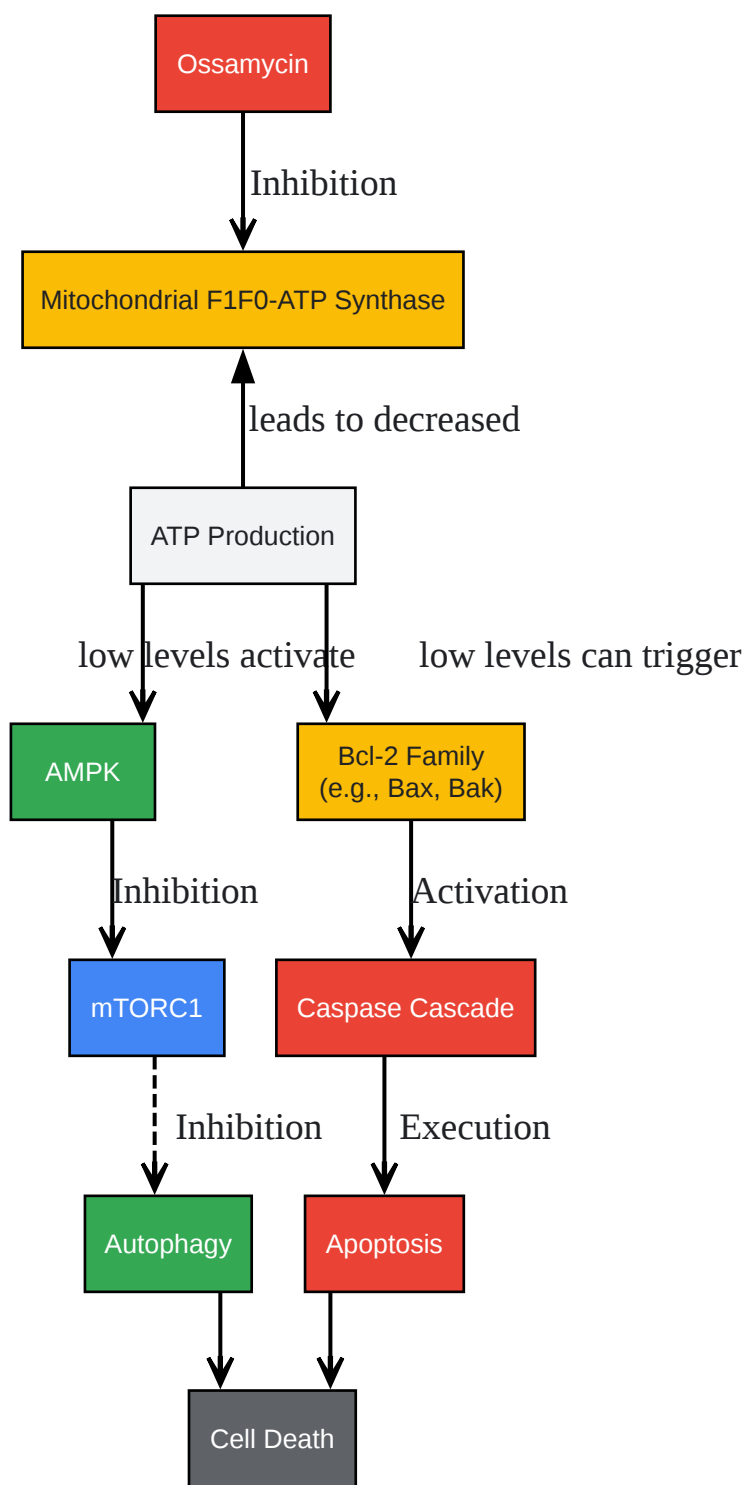 Ossamycin
Inhibition
Mitochondrial F1F0-ATP Synthase
leads to decreased
ATP Production
low levels activate
low levels can trigger
AMPK
Bcl-2 Family
(e.g., Bax, Bak)
Inhibition
Activation
mTORC1
Caspase Cascade
Inhibition
Execution
Autophagy
Apoptosis
Cell Death